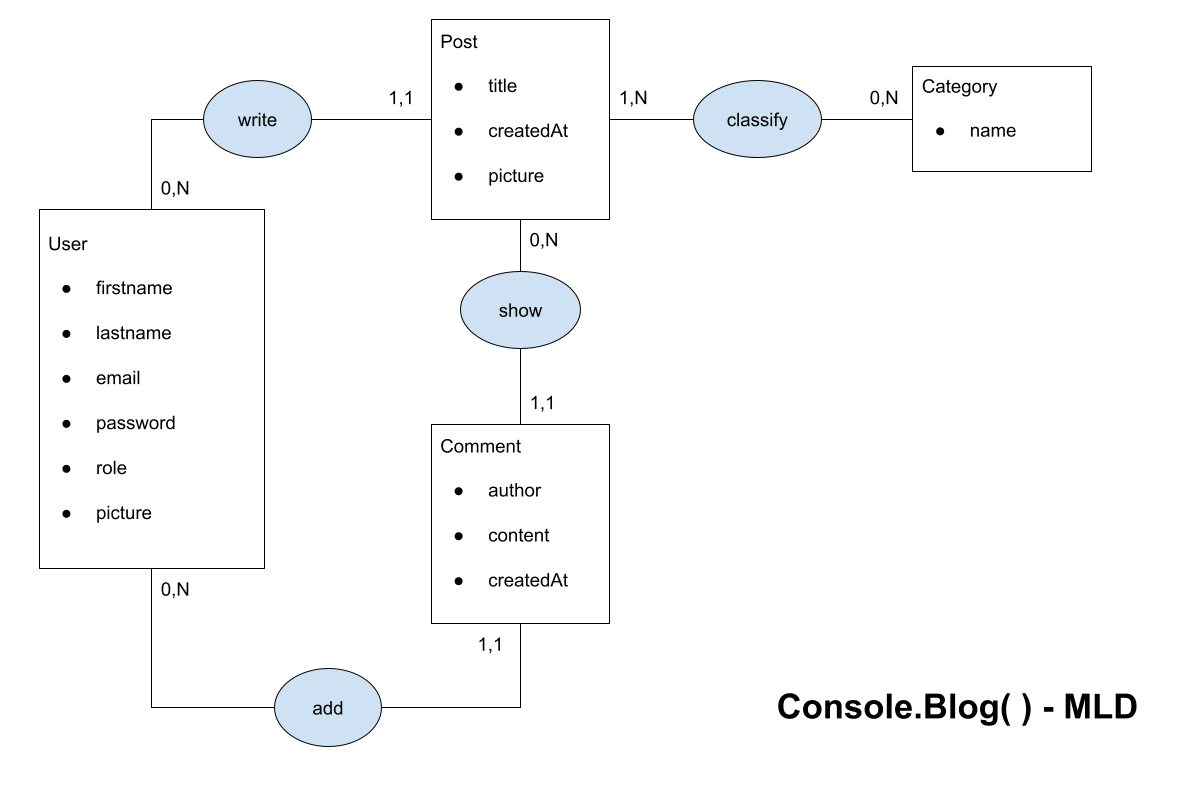 Post
● title
● createdAt
● picture
write
1,1
1,N
classify
0,N
Category
● name
0,N
User
● firstname
● lastname
● email
● password
● role
● picture
0,N
show
1,1
Comment
● author
● content
● createdAt
0,N
1,1
add
Console.Blog( ) - MLD